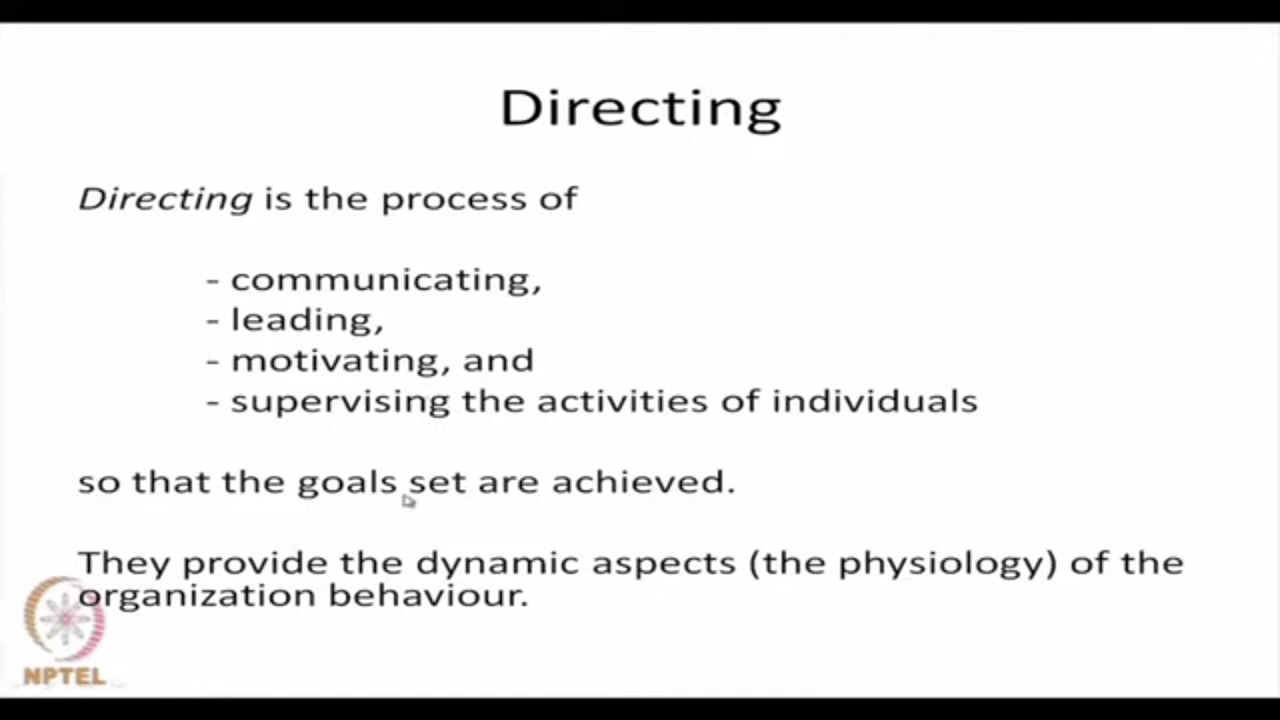 Directing
Directing is the process of
- communicating,
- leading,
- motivating, and
- supervising the activities of individuals
so that the goals set are achieved.
They provide the dynamic aspects (the physiology) of the
organization behaviour.
NPTEL